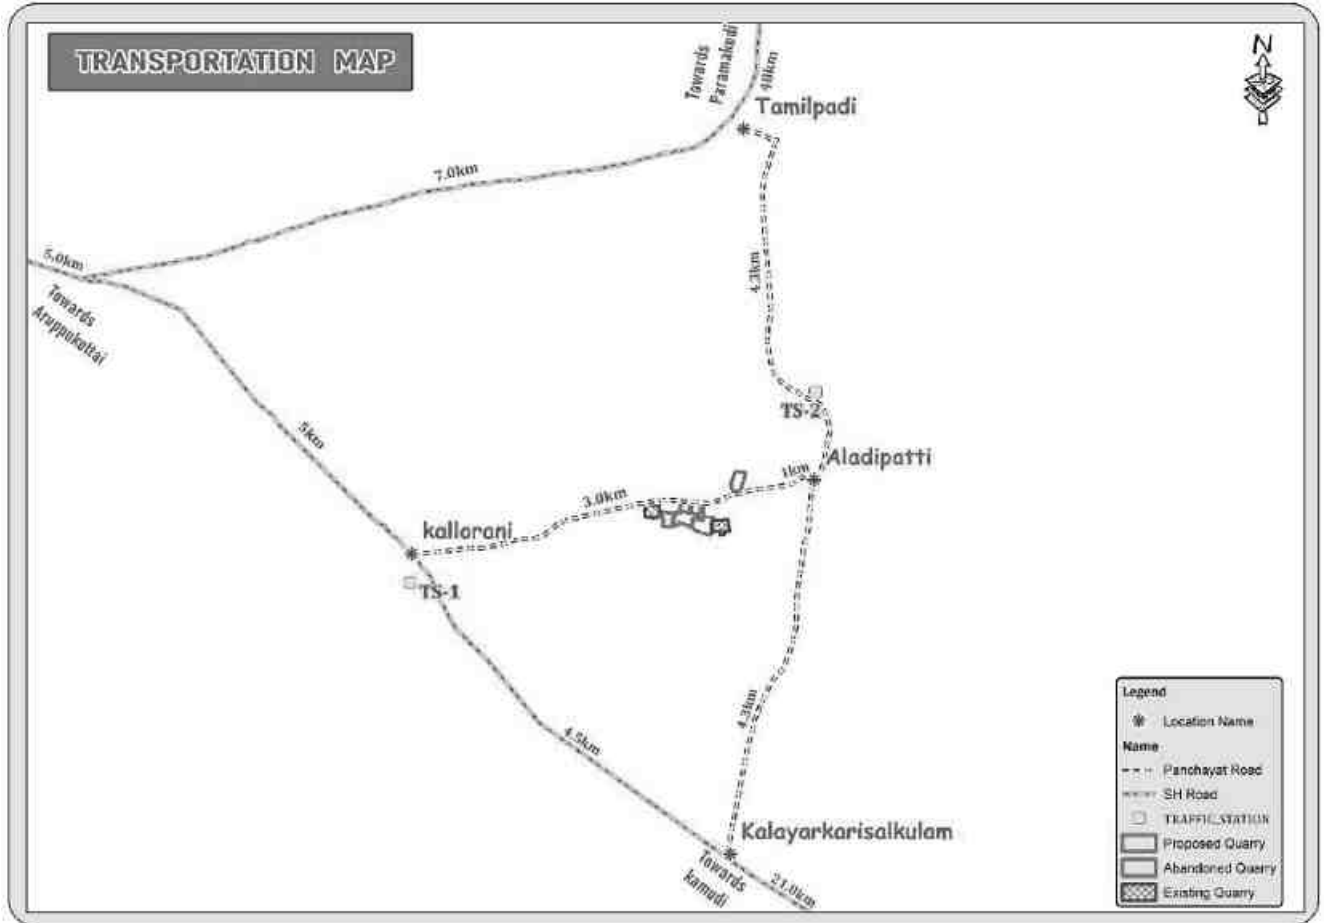 TRANSPORTATION MAP
N
Towards
Paramakudi
40km
Tamilpadi
7.0km
5.0km
Towards
Aruppukottai
4.3km
5km
TS-2
Aladipatti
1km
3.0km
kallorani
TS-1
4.3km
4.5km
Kalayarkarisalkulam
Towards
kamudi
21.0km
Legend
Location Name
Name
Panchayat Road
SH Road
TRAFFIC_STATION
Proposed Quarry
Abandoned Quarry
Existing Quarry